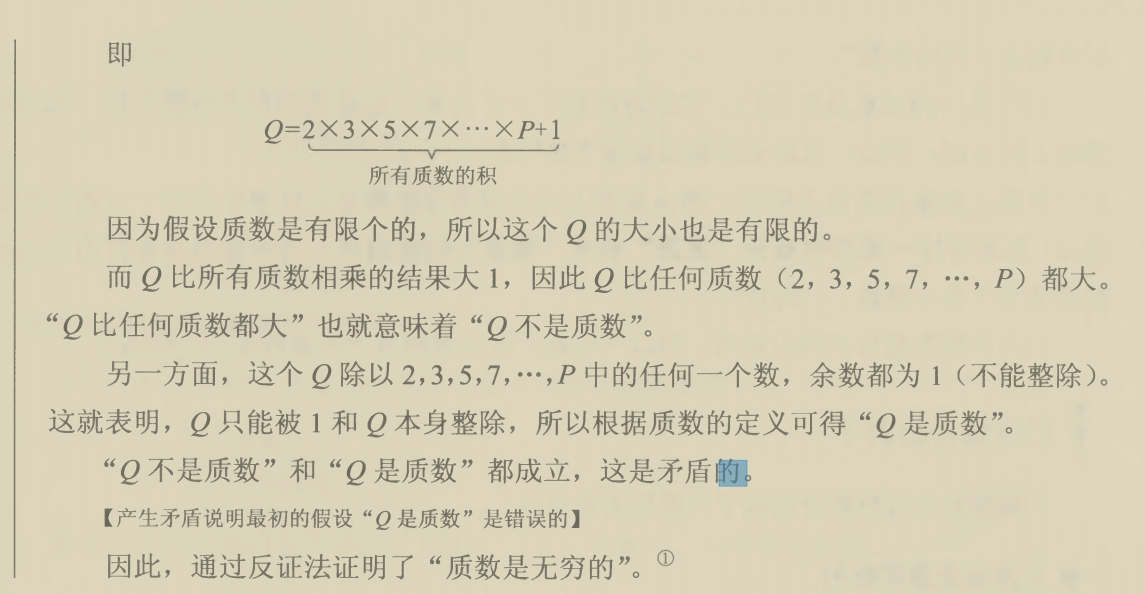 即
Q=2×3×5×7×⋯×P+1
所有质数的积
因为假设质数是有限个的，所以这个 Q 的大小也是有限的。
而 Q 比所有质数相乘的结果大 1，因此 Q 比任何质数（2, 3, 5, 7, ⋯, P）都大。
“Q 比任何质数都大”也就意味着“Q 不是质数”。
另一方面，这个 Q 除以 2,3,5,7,⋯,P 中的任何一个数，余数都为 1（不能整除）。
这就表明，Q 只能被 1 和 Q 本身整除，所以根据质数的定义可得“Q 是质数”。
“Q 不是质数”和“Q 是质数”都成立，这是矛盾的。
【产生矛盾说明最初的假设“Q 是质数”是错误的】
因此，通过反证法证明了“质数是无穷的”。①